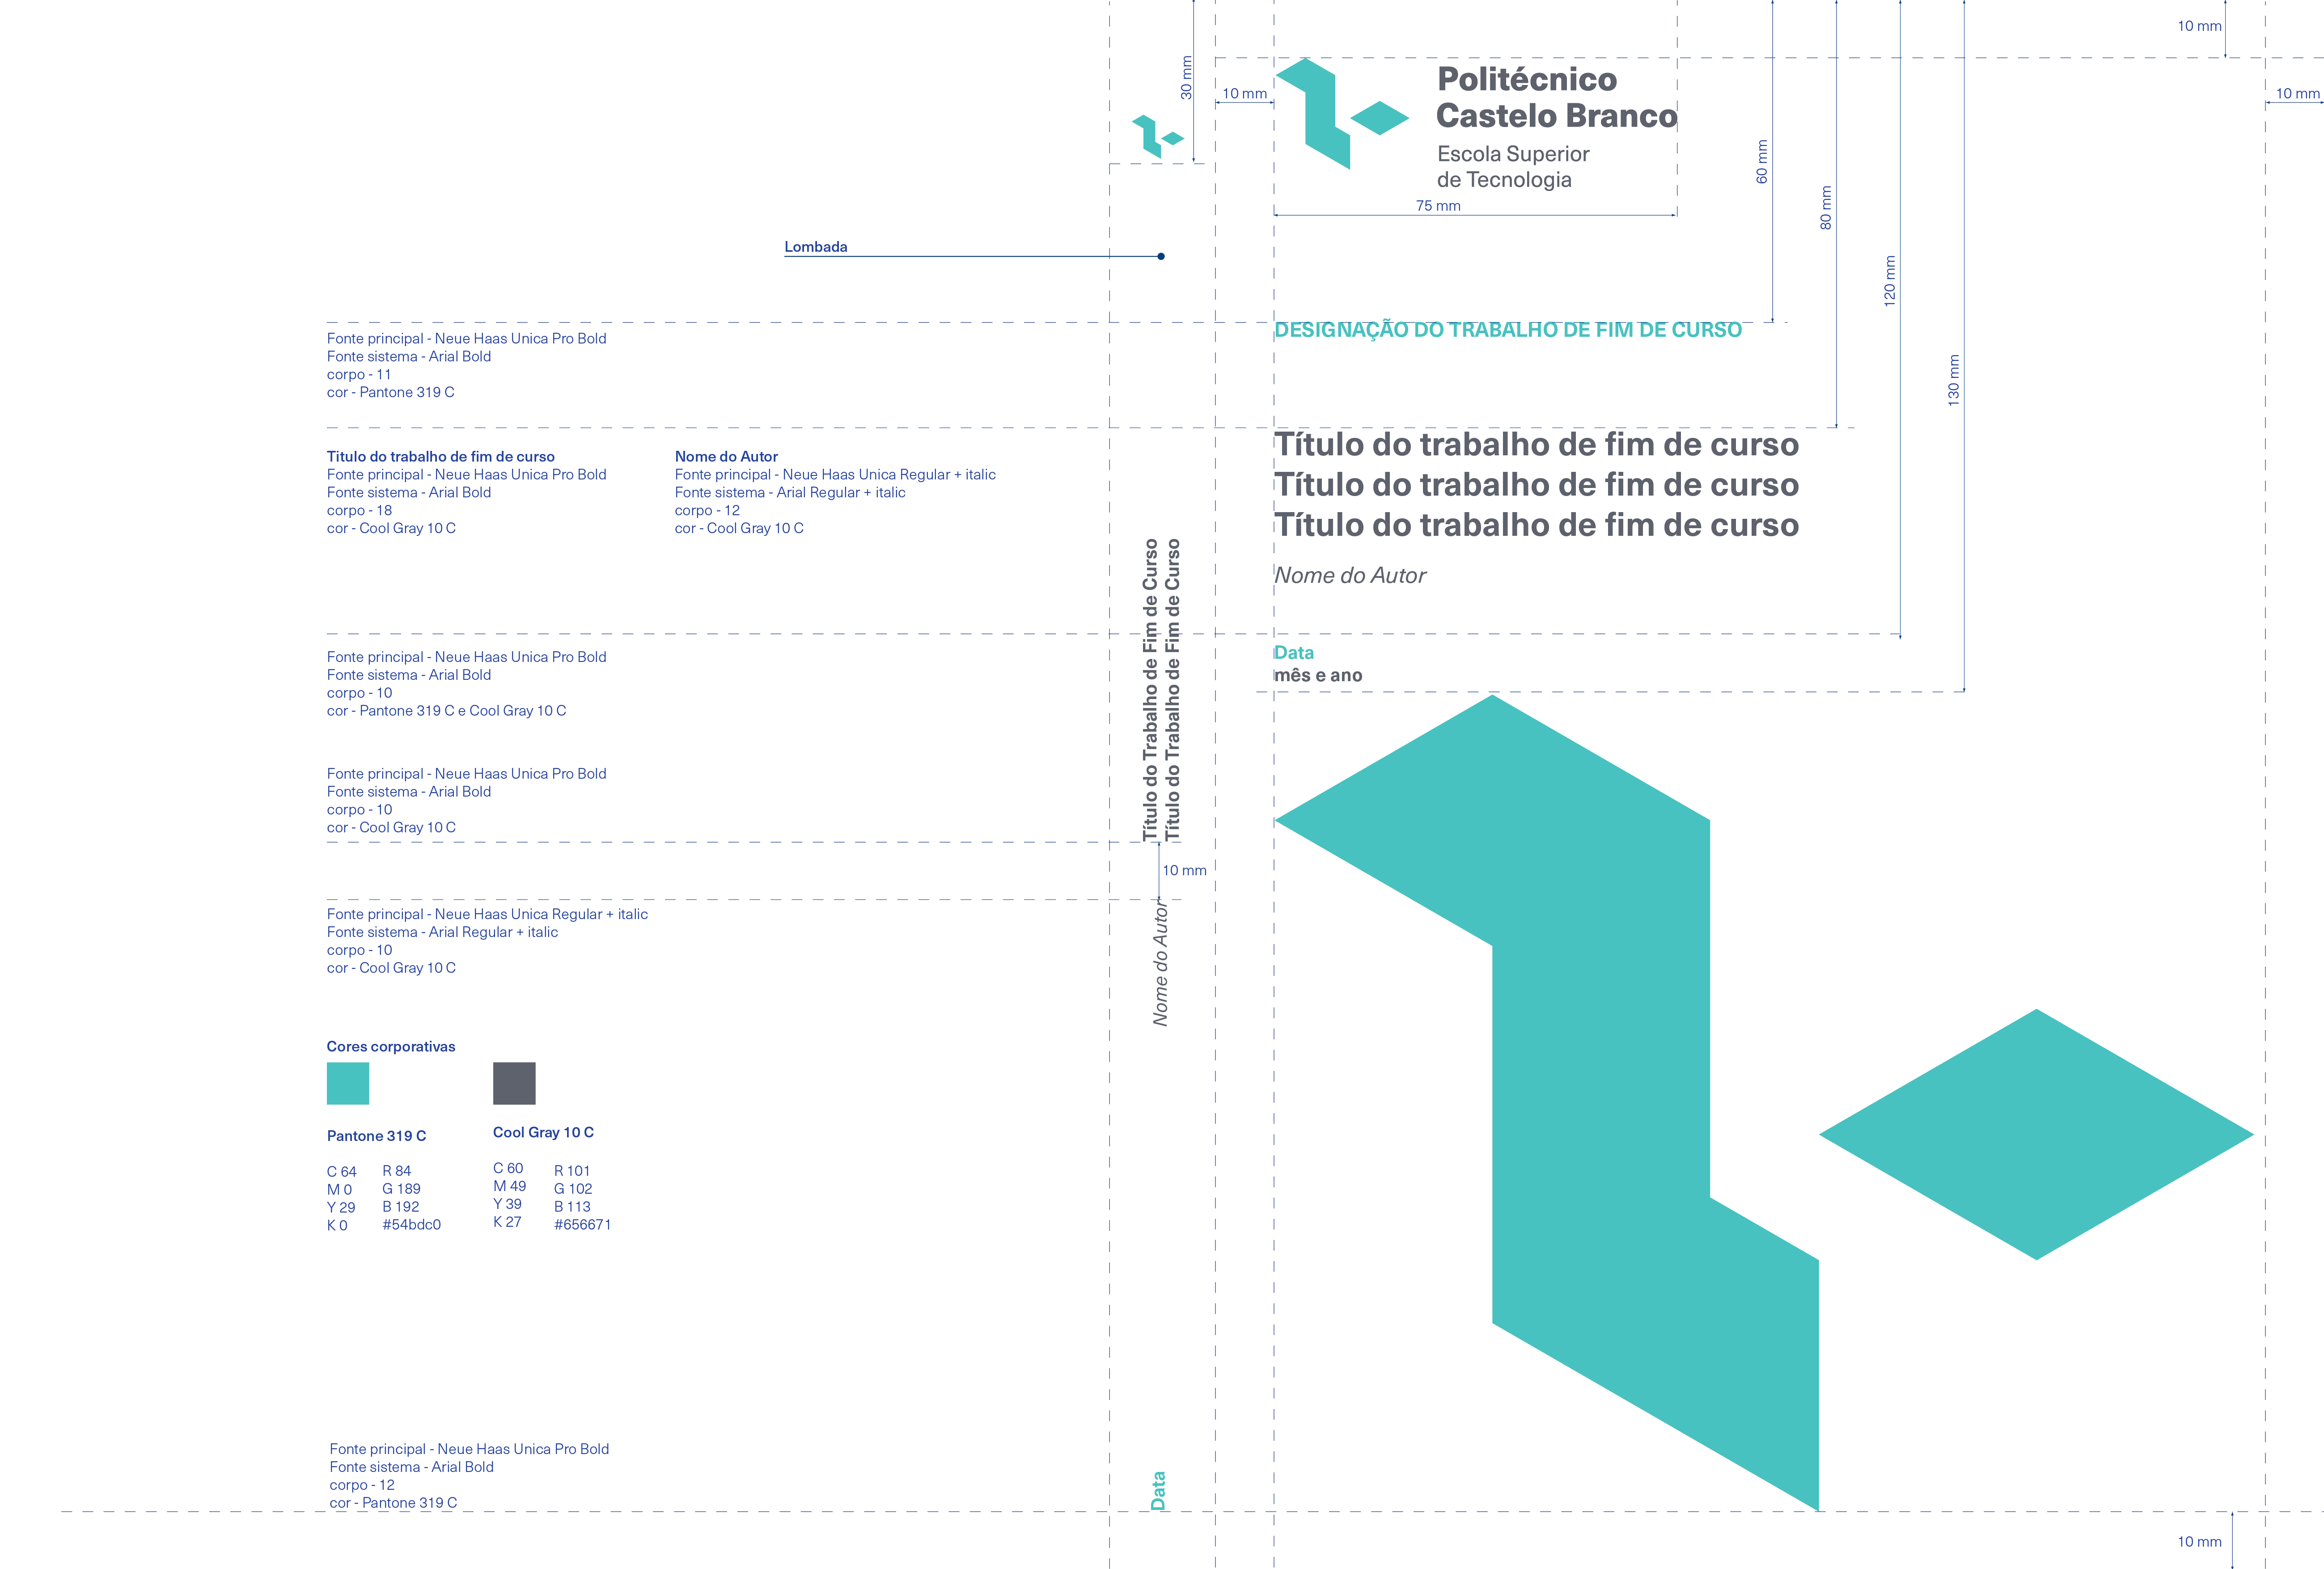 10 mm
30 mm
10 mm
Politécnico
Castelo Branco
Escola Superior
de Tecnologia
75 mm
60 mm
80 mm
120 mm
130 mm
10 mm
Lombada
DESIGNAÇÃO DO TRABALHO DE FIM DE CURSO
Fonte principal - Neue Haas Unica Pro Bold
Fonte sistema - Arial Bold
corpo - 11
cor - Pantone 319 C
Titulo do trabalho de fim de curso
Fonte principal - Neue Haas Unica Pro Bold
Fonte sistema - Arial Bold
corpo - 18
cor - Cool Gray 10 C
Nome do Autor
Fonte principal - Neue Haas Unica Regular + italic
Fonte sistema - Arial Regular + italic
corpo - 12
cor - Cool Gray 10 C
Título do trabalho de fim de curso
Título do trabalho de fim de curso
Título do trabalho de fim de curso
Nome do Autor
Título do Trabalho de Fim de Curso
Título do Trabalho de Fim de Curso
Data
mês e ano
Fonte principal - Neue Haas Unica Pro Bold
Fonte sistema - Arial Bold
corpo - 10
cor - Pantone 319 C e Cool Gray 10 C
Fonte principal - Neue Haas Unica Pro Bold
Fonte sistema - Arial Bold
corpo - 10
cor - Cool Gray 10 C
10 mm
Fonte principal - Neue Haas Unica Regular + italic
Fonte sistema - Arial Regular + italic
corpo - 10
cor - Cool Gray 10 C
Nome do Autor
Cores corporativas
Pantone 319 C
C 64
M 0
Y 29
K 0
R 84
G 189
B 192
#54bdc0
Cool Gray 10 C
C 60
M 49
Y 39
K 27
R 101
G 102
B 113
#656671
Fonte principal - Neue Haas Unica Pro Bold
Fonte sistema - Arial Bold
corpo - 12
cor - Pantone 319 C
Data
10 mm